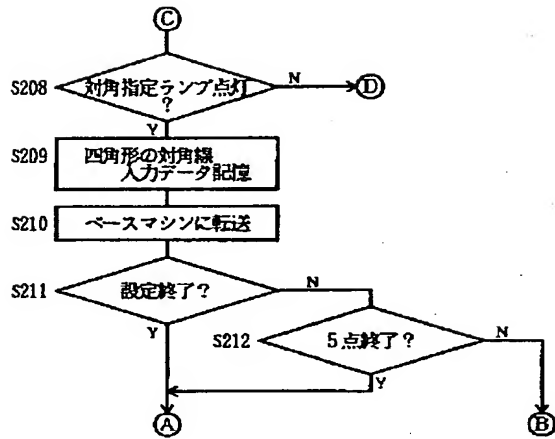 C
S208
対角指定ランプ点灯
?
N
D
Y
S209
四角形の対角線
入力データ記憶
S210
ベースマシンに転送
S211
設定終了?
N
Y
S212
5点終了?
N
Y
A
B